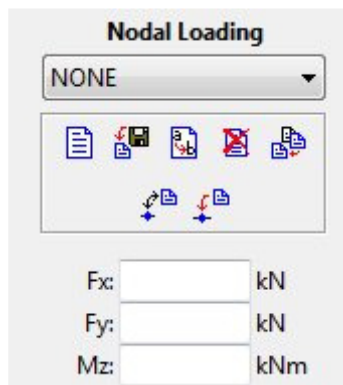 Nodal Loading
NONE
a b
Fx: kN
Fy: kN
Mz: kNm